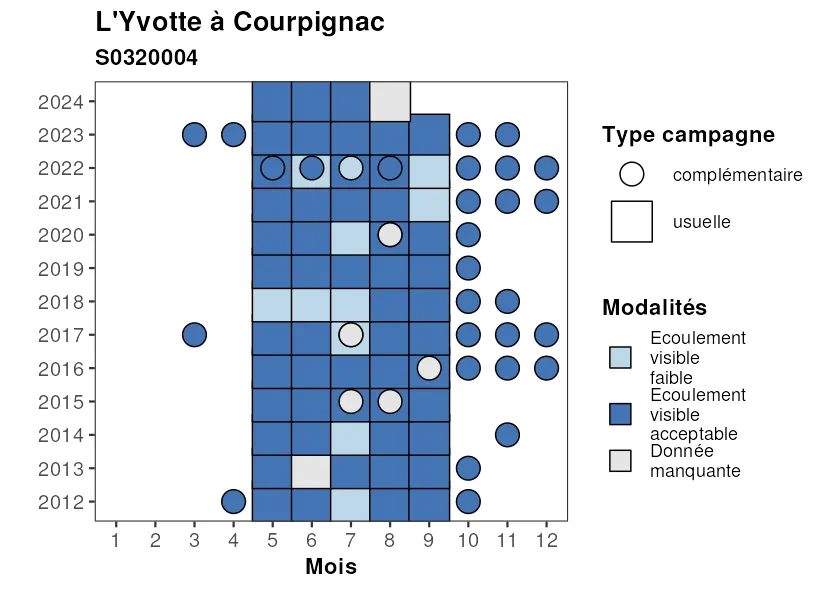 L'Yvotte à Courpignac
S0320004
2024
2023
2022
2021
2020
2019
2018
2017
2016
2015
2014
2013
2012
1 2 3 4 5 6 7 8 9 10 11 12
Mois
Type campagne
complémentaire
usuelle
Modalités
Ecoulement
visible
faible
Ecoulement
visible
acceptable
Donnée
manquante